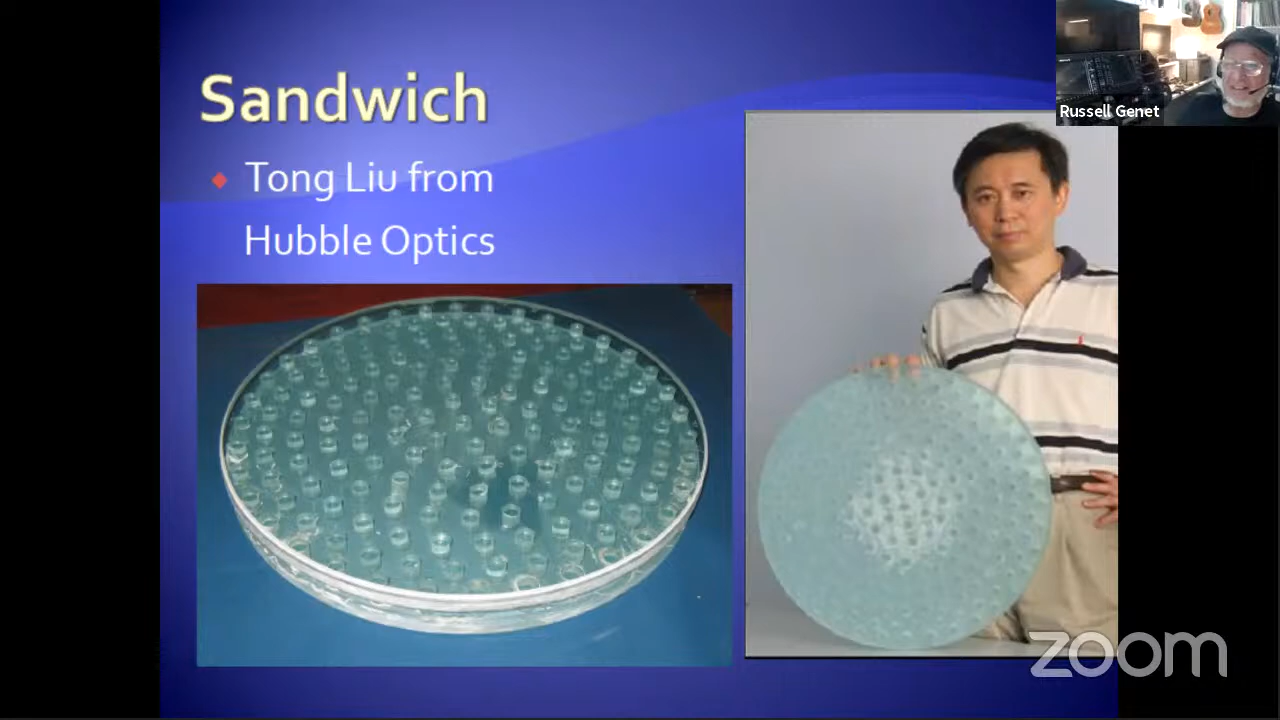 Sandwich
Tong Liu from
Hubble Optics
Russell Genet
zoom